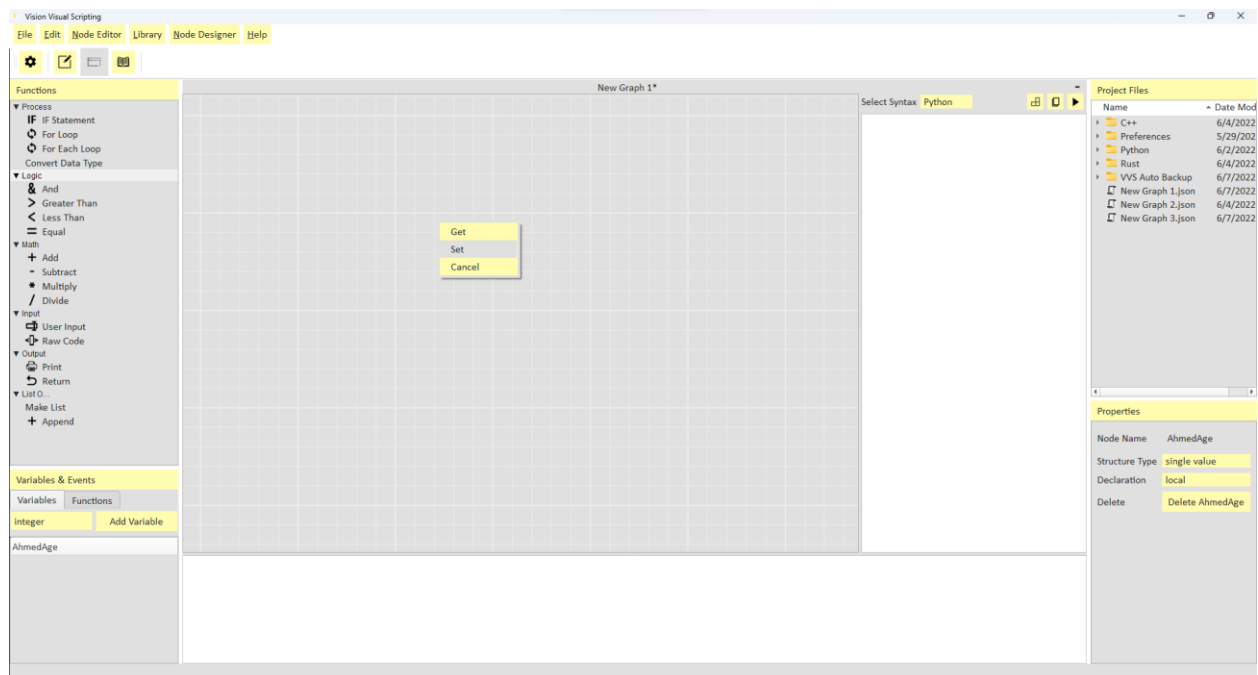 Vision Visual Scripting
File Edit Node Editor Library Node Designer Help
Functions
Process
IF IF Statement
For Loop
For Each Loop
Convert Data Type
Logic
& And
> Greater Than
< Less Than
= Equal
Math
+ Add
- Subtract
* Multiply
/ Divide
Input
User Input
Raw Code
Output
Print
Return
List O...
Make List
+ Append
Variables & Events
Variables Functions
integer Add Variable
AhmedAge
New Graph 1*
Get
Set
Cancel
Select Syntax Python
Project Files
Name Date Mod
C++ 6/4/2022
Preferences 5/29/202
Python 6/2/2022
Rust 6/4/2022
VVS Auto Backup 6/7/2022
New Graph 1.json 6/7/2022
New Graph 2.json 6/4/2022
New Graph 3.json 6/7/2022
Properties
Node Name AhmedAge
Structure Type single value
Declaration local
Delete Delete AhmedAge